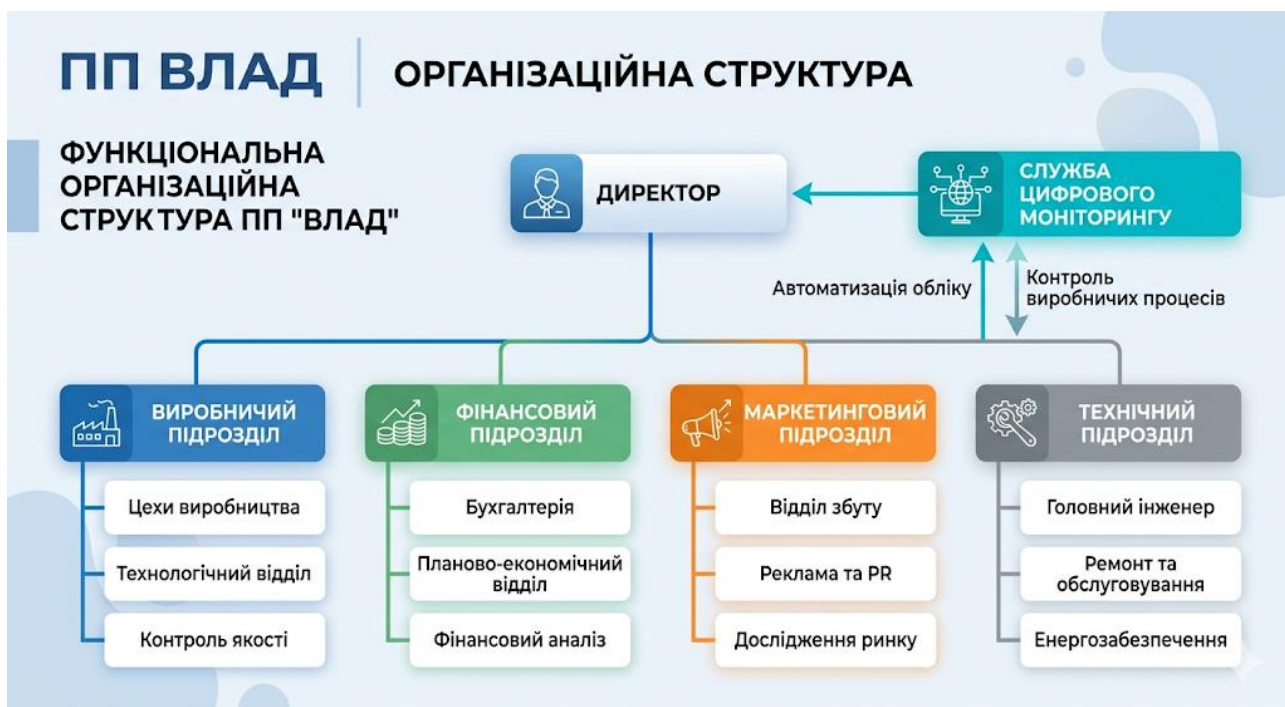 ПП ВЛАД
ОРГАНІЗАЦІЙНА СТРУКТУРА
ФУНКЦІОНАЛЬНА
ОРГАНІЗАЦІЙНА
СТРУКТУРА ПП "ВЛАД"
ДИРЕКТОР
СЛУЖБА
ЦИФРОВОГО
МОНІТОРИНГУ
Автоматизація обліку
Контроль
виробничих процесів
ВИРОБНИЧИЙ
ПІДРОЗДІЛ
Цехи виробництва
Технологічний відділ
Контроль якості
ФІНАНСОВИЙ
ПІДРОЗДІЛ
Бухгалтерія
Планово-економічний
відділ
Фінансовий аналіз
МАРКЕТИНГОВИЙ
ПІДРОЗДІЛ
Відділ збуту
Реклама та PR
Дослідження ринку
ТЕХНІЧНИЙ
ПІДРОЗДІЛ
Головний інженер
Ремонт та
обслуговування
Енергозабезпечення